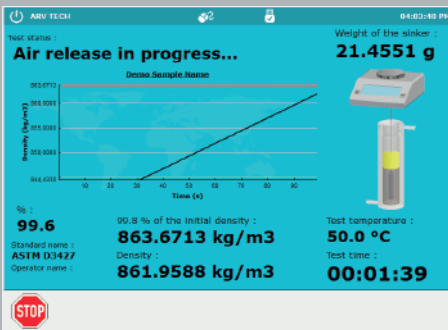 ARV TECH
04:03:40 PM
Test status :
Air release in progress...
Weight of the sinker :
21.4551 g
Demo Sample Name
863.6713
Density (kg/m3)
10 20 30 40 50 60 70 80 90
Time (s)
% :
99.6
Standard name :
ASTM D3427
Operator name :
99.8 % of the initial density :
863.6713 kg/m3
Density :
861.9588 kg/m3
Test temperature :
50.0 °C
Test time :
00:01:39
STOP